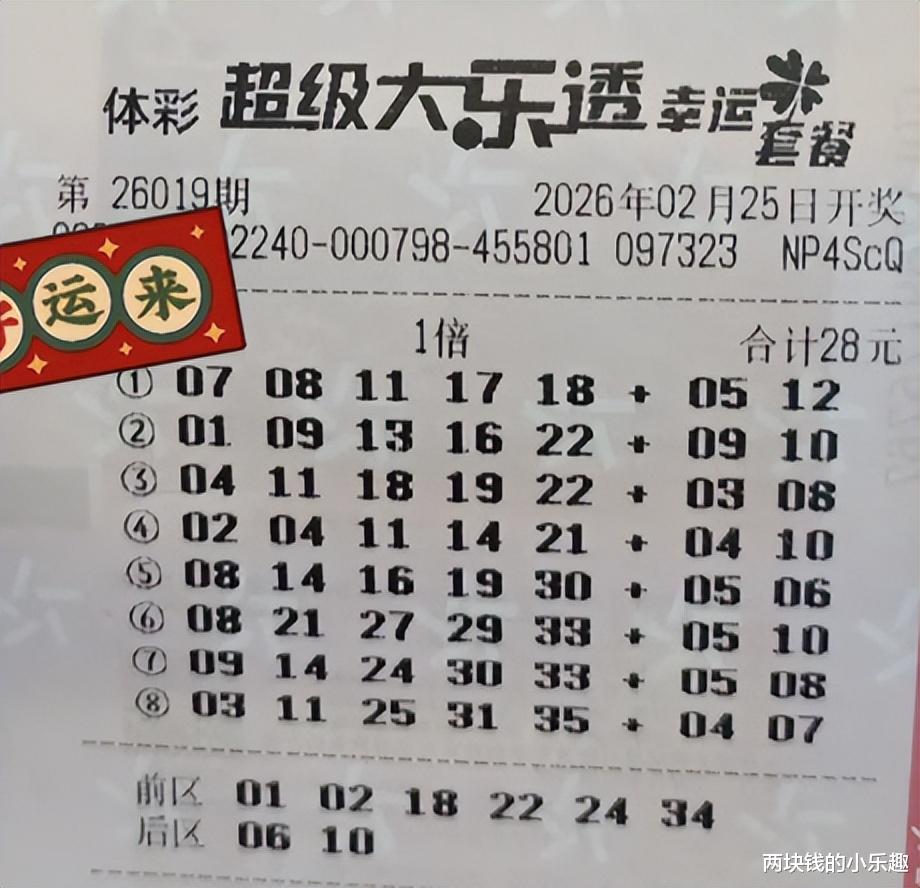 体彩 超级大乐透 幸运套餐
第 26019期 2026年02月25日开奖
2240-000798-455801 097323 NP4ScQ
运来
1倍 合计28元
① 07 08 11 17 18 + 05 12
② 01 09 13 16 22 + 09 10
③ 04 11 18 19 22 + 03 08
④ 02 04 11 14 21 + 04 10
⑤ 08 14 16 19 30 + 05 06
⑥ 08 21 27 29 33 + 05 10
⑦ 09 14 24 30 33 + 05 08
⑧ 03 11 25 31 35 + 04 07
前区 01 02 18 22 24 34
后区 06 10
两块钱的小乐趣